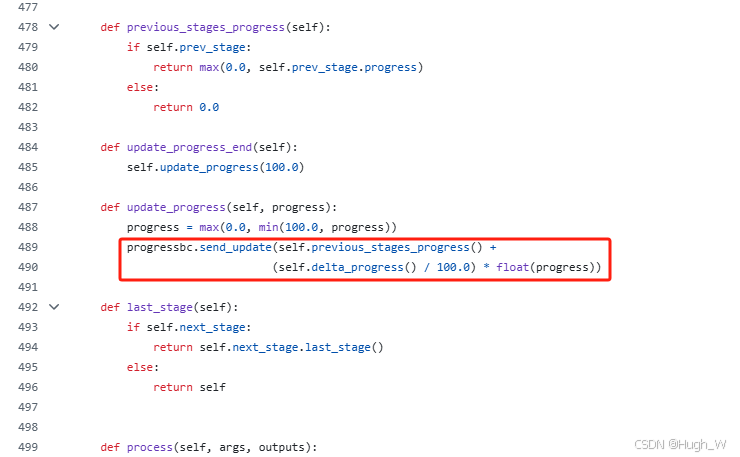 477
478 def previous_stages_progress(self):
479 if self.prev_stage:
480 return max(0.0, self.prev_stage.progress)
481 else:
482 return 0.0
483
484 def update_progress_end(self):
485 self.update_progress(100.0)
486
487 def update_progress(self, progress):
488 progress = max(0.0, min(100.0, progress))
489 progressbc.send_update(self.previous_stages_progress() +
490 (self.delta_progress() / 100.0) * float(progress))
491
492 def last_stage(self):
493 if self.next_stage:
494 return self.next_stage.last_stage()
495 else:
496 return self
497
498
499 def process(self, args, outputs):
CSDN @Hugh_W